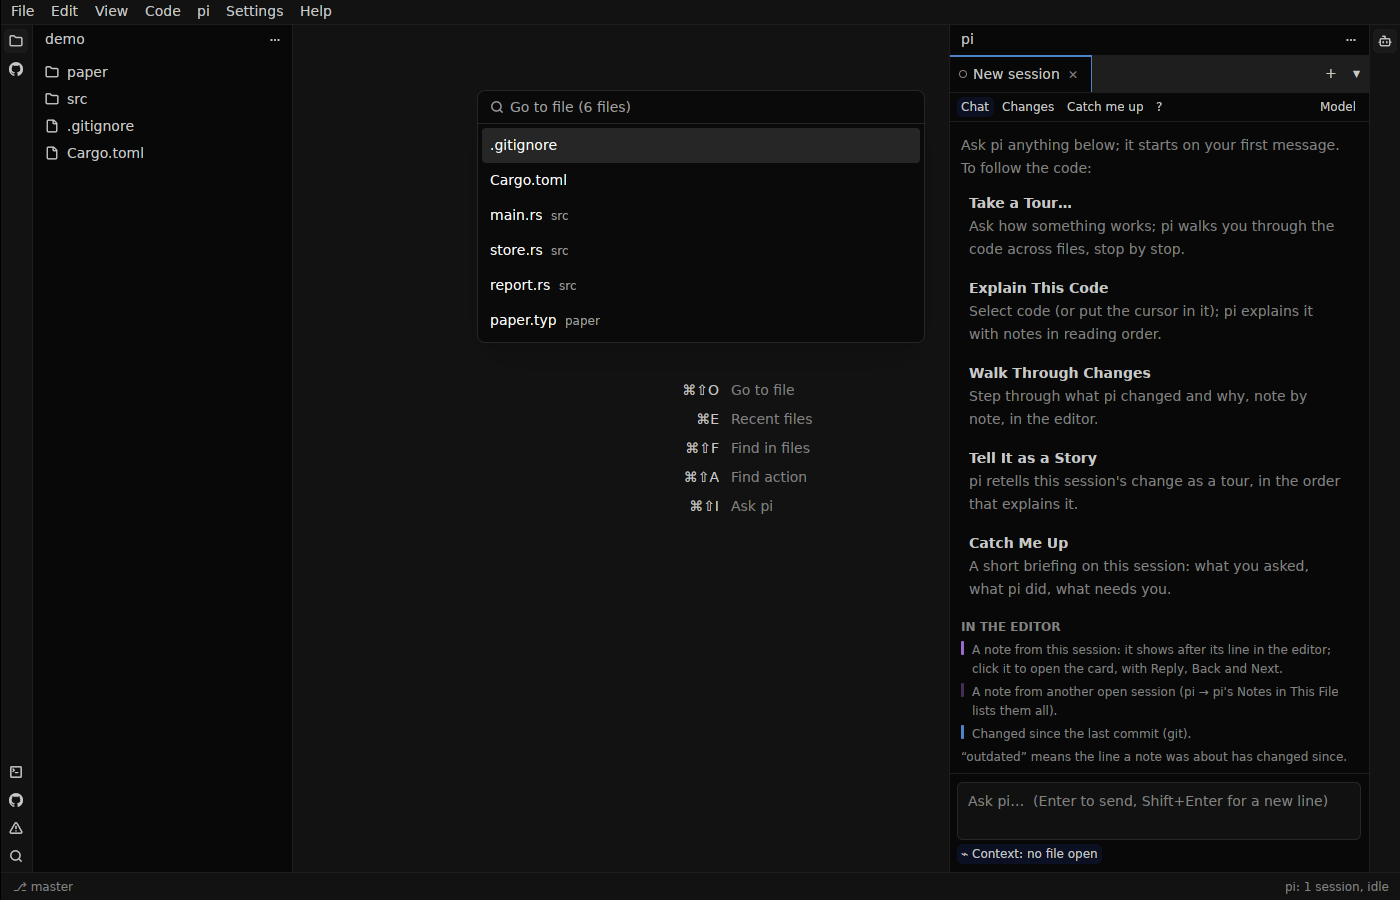 File Edit View Code pi Settings Help
demo ···
paper
src
.gitignore
Cargo.toml
Go to file (6 files)
.gitignore
Cargo.toml
main.rs src
store.rs src
report.rs src
paper.typ paper
⌘⇧O Go to file
⌘E Recent files
⌘⇧F Find in files
⌘⇧A Find action
⌘⇧I Ask pi
pi ···
New session × + ▼
Chat Changes Catch me up ? Model
Ask pi anything below; it starts on your first message.
To follow the code:
Take a Tour…
Ask how something works; pi walks you through the
code across files, stop by stop.
Explain This Code
Select code (or put the cursor in it); pi explains it
with notes in reading order.
Walk Through Changes
Step through what pi changed and why, note by
note, in the editor.
Tell It as a Story
pi retells this session's change as a tour, in the order
that explains it.
Catch Me Up
A short briefing on this session: what you asked,
what pi did, what needs you.
IN THE EDITOR
A note from this session: it shows after its line in the editor;
click it to open the card, with Reply, Back and Next.
A note from another open session (pi → pi's Notes in This File
lists them all).
Changed since the last commit (git).
“outdated” means the line a note was about has changed since.
Ask pi… (Enter to send, Shift+Enter for a new line)
Context: no file open
master
pi: 1 session, idle